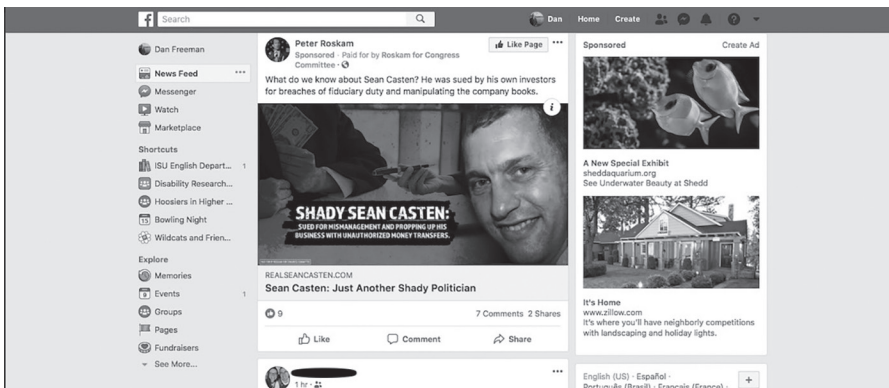 f Search Dan Home Create
Dan Freeman
News Feed
Messenger
Watch
Marketplace
Shortcuts
ISU English Depart... 1
Disability Research...
Hoosiers in Higher ...
15 Bowling Night
Wildcats and Frien...
Explore
Memories
9 Events 1
Groups
Pages
Fundraisers
See More...
Peter Roskam
Like Page
Sponsored · Paid for by Roskam for Congress
Committee ·
What do we know about Sean Casten? He was sued by his own investors
for breaches of fiduciary duty and manipulating the company books.
i
SHADY SEAN CASTEN:
SUED FOR MISMANAGEMENT AND PROPPING UP HIS
BUSINESS WITH UNAUTHORIZED MONEY TRANSFERS.
REALSEANCASTEN.COM
Sean Casten: Just Another Shady Politician
9 7 Comments 2 Shares
Like Comment Share
1 hr ·
Sponsored Create Ad
A New Special Exhibit
sheddaquarium.org
See Underwater Beauty at Shedd
It's Home
www.zillow.com
It's where you'll have neighborly competitions
with landscaping and holiday lights.
English (US) · Español ·
Português (Brasil) · Français (France) ·